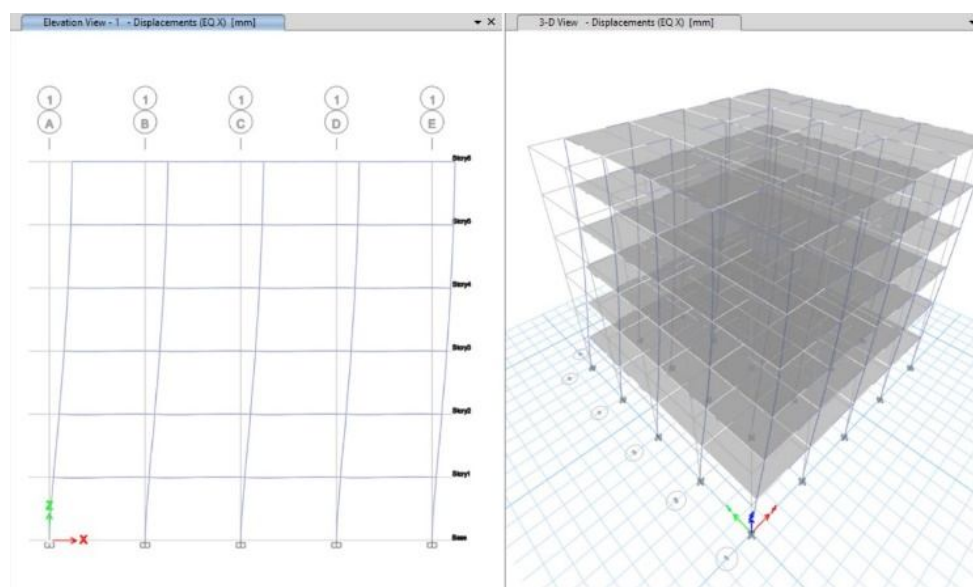 Elevation View - 1 - Displacements (EQ X) [mm]
3-D View - Displacements (EQ X) [mm]
1 1 1 1 1
A B C D E
Story6
Story5
Story4
Story3
Story2
Story1
Z
X
Base